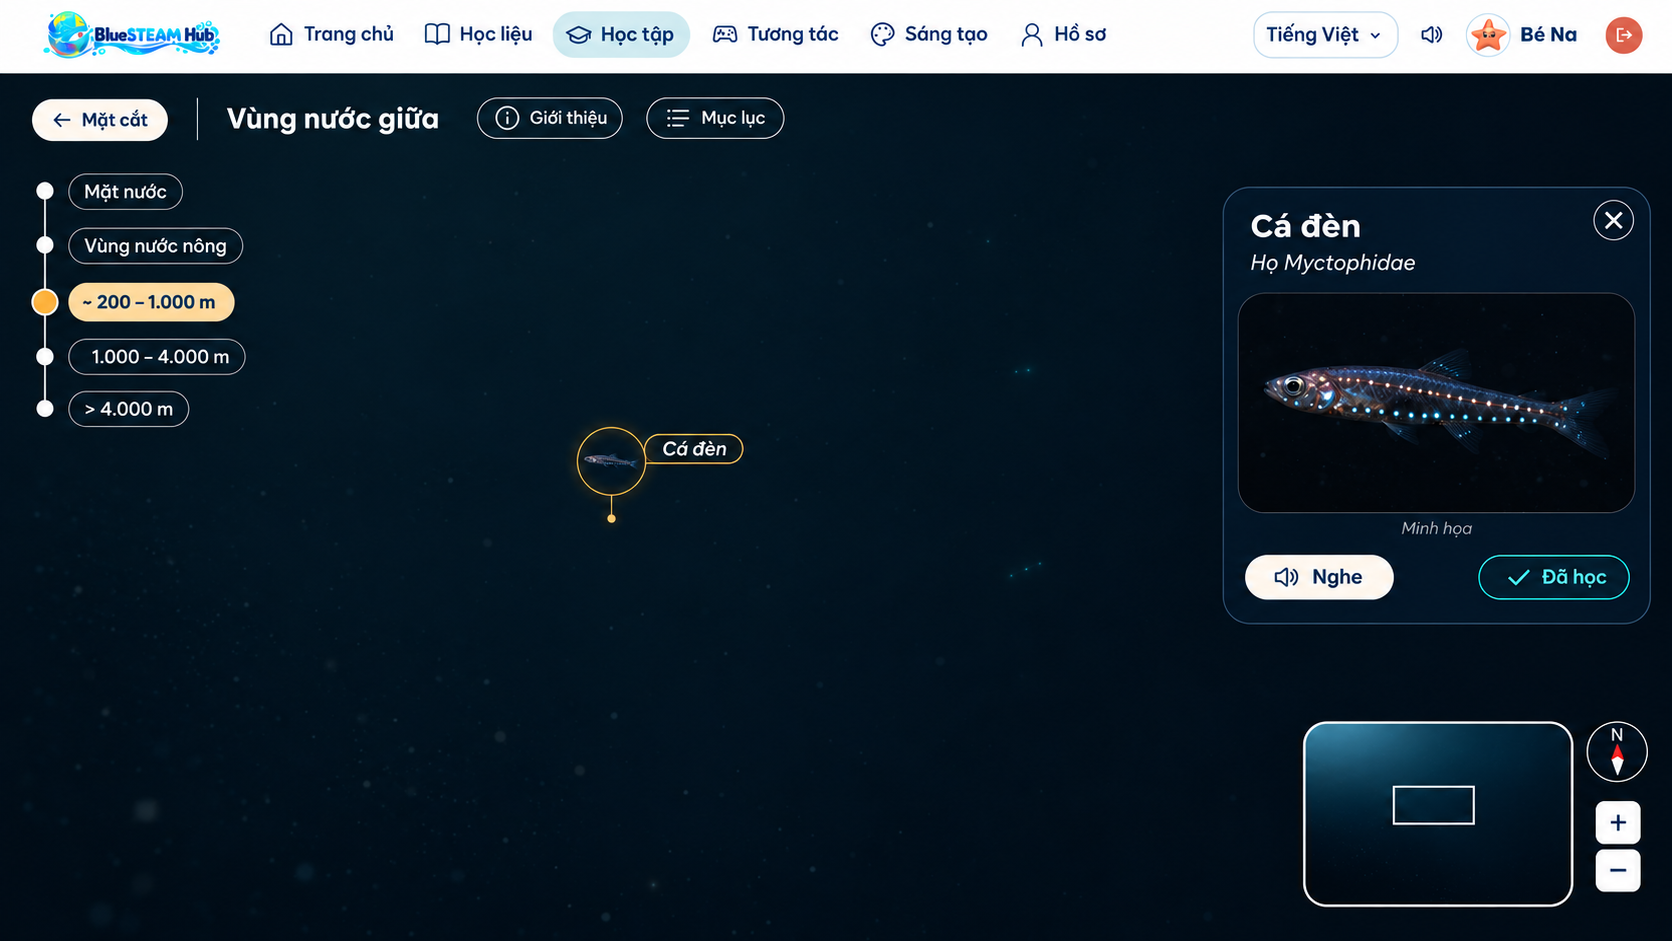 BlueSTEAM Hub
Trang chủ
Học liệu
Học tập
Tương tác
Sáng tạo
Hồ sơ
Tiếng Việt
Bé Na
Mặt cắt
Vùng nước giữa
Giới thiệu
Mục lục
Mặt nước
Vùng nước nông
~ 200 – 1.000 m
1.000 – 4.000 m
> 4.000 m
Cá đèn
Cá đèn
Họ Myctophidae
Minh họa
Nghe
Đã học
N